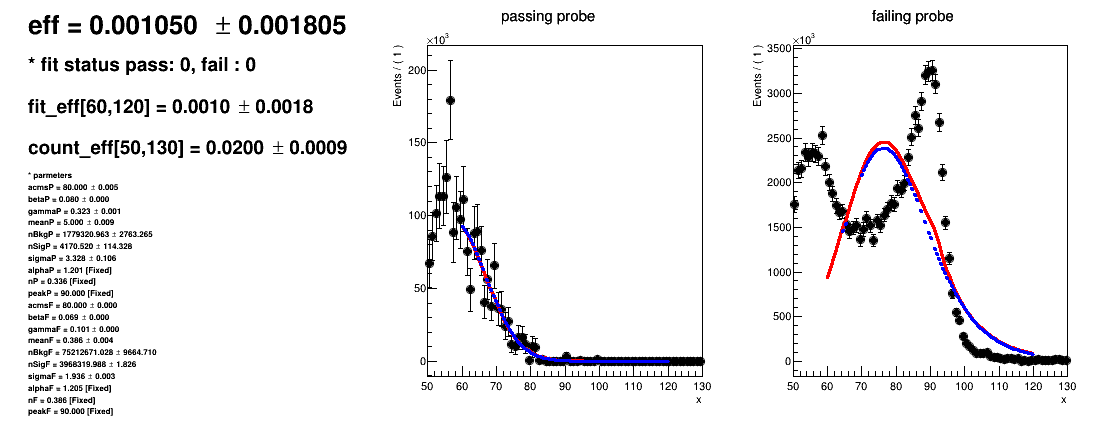 eff = 0.001050 ± 0.001805
* fit status pass: 0, fail : 0
fit_eff[60,120] = 0.0010 ± 0.0018
count_eff[50,130] = 0.0200 ± 0.0009
* parmeters
acmsP = 80.000 ± 0.005
betaP = 0.080 ± 0.000
gammaP = 0.323 ± 0.001
meanP = 5.000 ± 0.009
nBkgP = 1779320.963 ± 2763.265
nSigP = 4170.520 ± 114.328
sigmaP = 3.328 ± 0.106
alphaP = 1.201 [Fixed]
nP = 0.336 [Fixed]
peakP = 90.000 [Fixed]
acmsF = 80.000 ± 0.000
betaF = 0.069 ± 0.000
gammaF = 0.101 ± 0.000
meanF = 0.386 ± 0.004
nBkgF = 75212671.028 ± 9664.710
nSigF = 3968319.988 ± 1.826
sigmaF = 1.936 ± 0.003
alphaF = 1.205 [Fixed]
nF = 0.386 [Fixed]
peakF = 90.000 [Fixed]
passing probe
×10³
Events / ( 1 )
200
150
100
50
0
50 60 70 80 90 100 110 120 130
x
failing probe
×10³
Events / ( 1 )
3500
3000
2500
2000
1500
1000
500
0
50 60 70 80 90 100 110 120 130
x